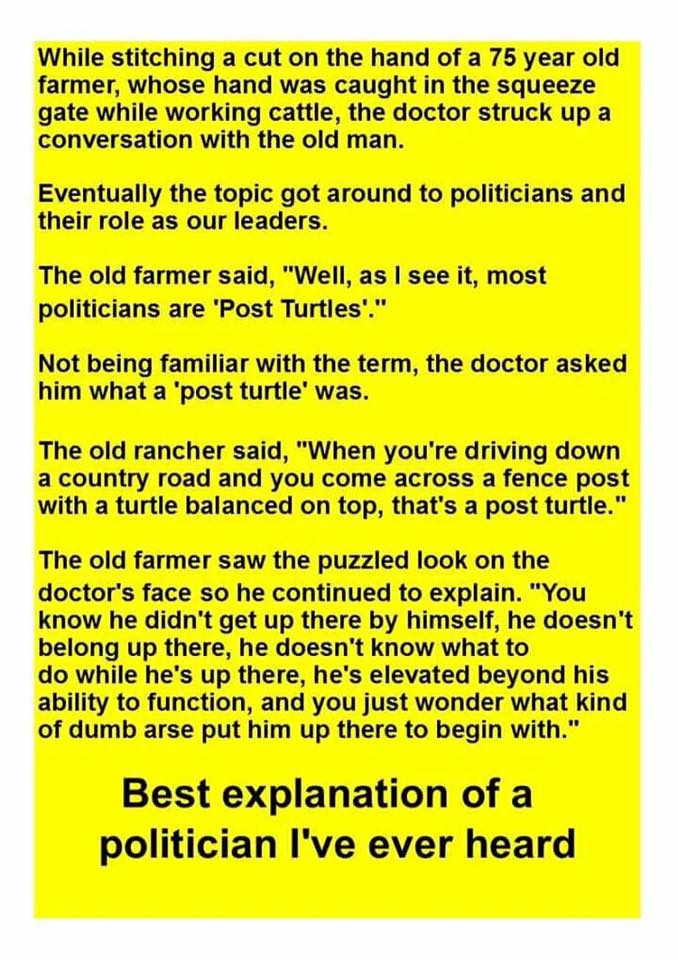 While stitching a cut on the hand of a 75 year old
farmer, whose hand was caught in the squeeze
gate while working cattle, the doctor struck up a
conversation with the old man.
Eventually the topic got around to politicians and
their role as our leaders.
The old farmer said, "Well, as I see it, most
politicians are 'Post Turtles'."
Not being familiar with the term, the doctor asked
him what a 'post turtle' was.
The old rancher said, "When you're driving down
a country road and you come across a fence post
with a turtle balanced on top, that's a post turtle."
The old farmer saw the puzzled look on the
doctor's face so he continued to explain. "You
know he didn't get up there by himself, he doesn't
belong up there, he doesn't know what to
do while he's up there, he's elevated beyond his
ability to function, and you just wonder what kind
of dumb arse put him up there to begin with."
Best explanation of a
politician I've ever heard